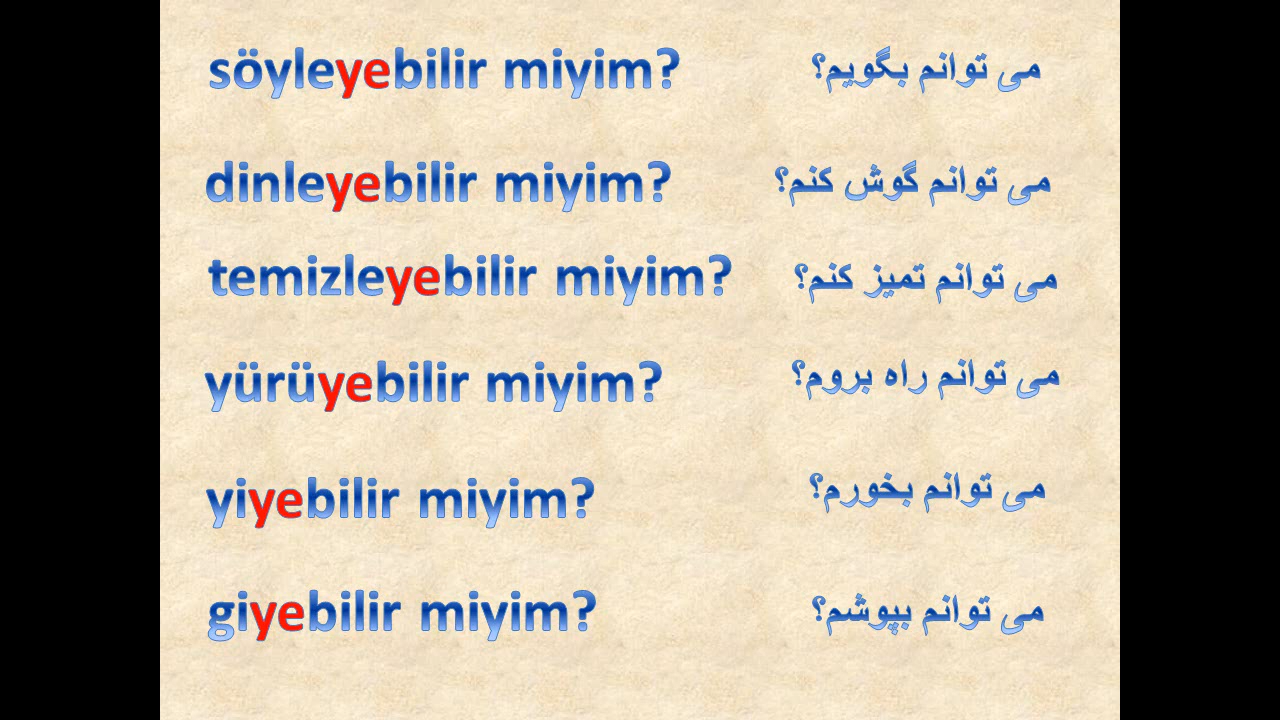 söyleyebilir miyim? می توانم بگویم؟
dinleyebilir miyim? می توانم گوش کنم؟
temizleyebilir miyim? می توانم تمیز کنم؟
yürüyebilir miyim? می توانم راه بروم؟
yiyebilir miyim? می توانم بخورم؟
giyebilir miyim? می توانم بپوشم؟